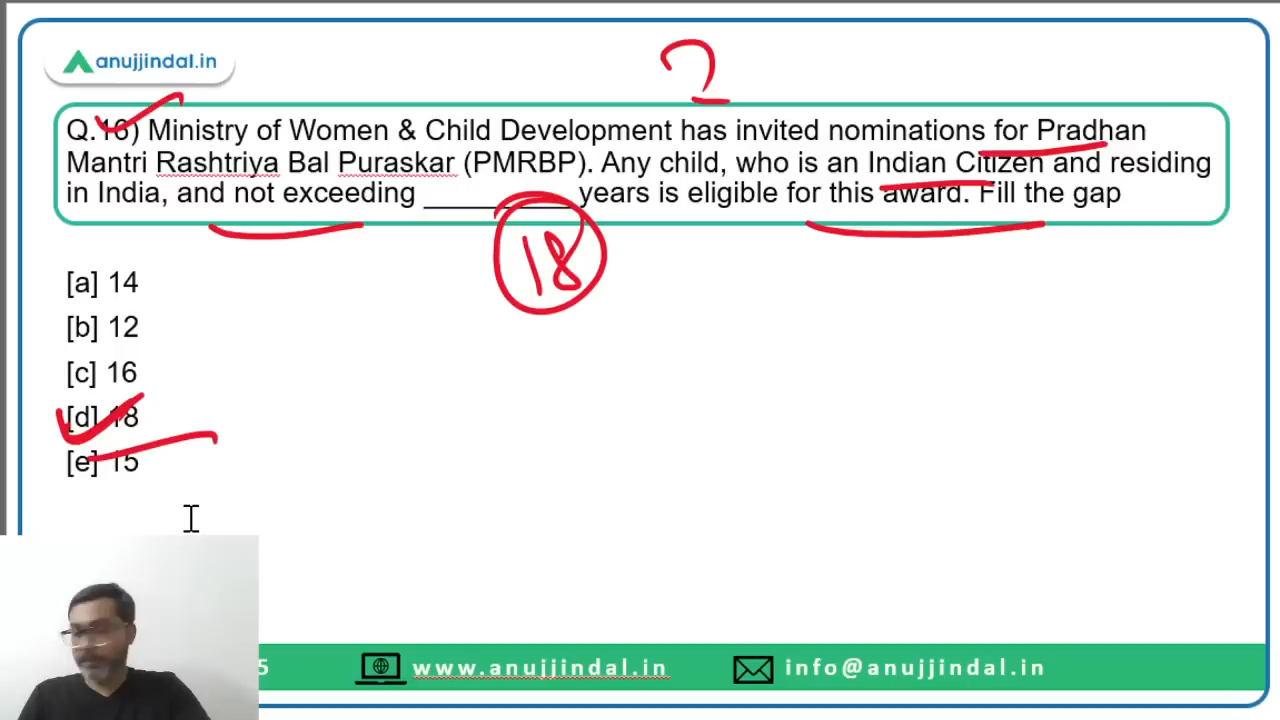 anujjindal.in
?
Q.16) Ministry of Women & Child Development has invited nominations for Pradhan
Mantri Rashtriya Bal Puraskar (PMRBP). Any child, who is an Indian Citizen and residing
in India, and not exceeding __________ years is eligible for this award. Fill the gap
18
[a] 14
[b] 12
[c] 16
[d] 18
[e] 15
5
www.anujjindal.in
info@anujjindal.in